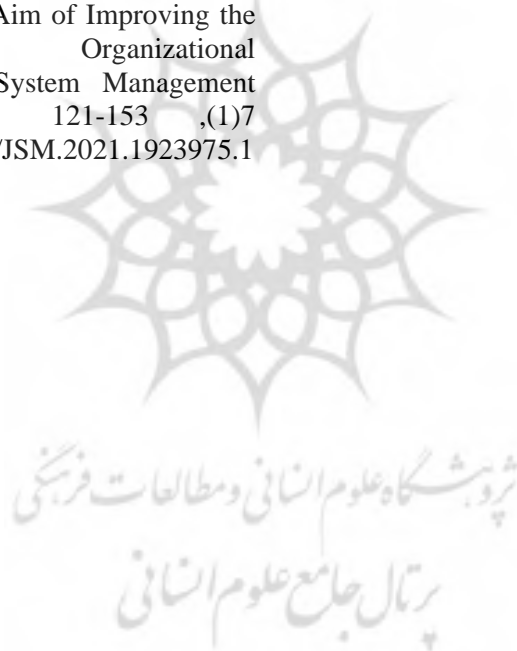 Aim of Improving the
Organizational
System Management
121-153 ,(1)7
/JSM.2021.1923975.1
پژوهشگاه علوم انسانی و مطالعات فرهنگی
پرتال جامع علوم انسانی